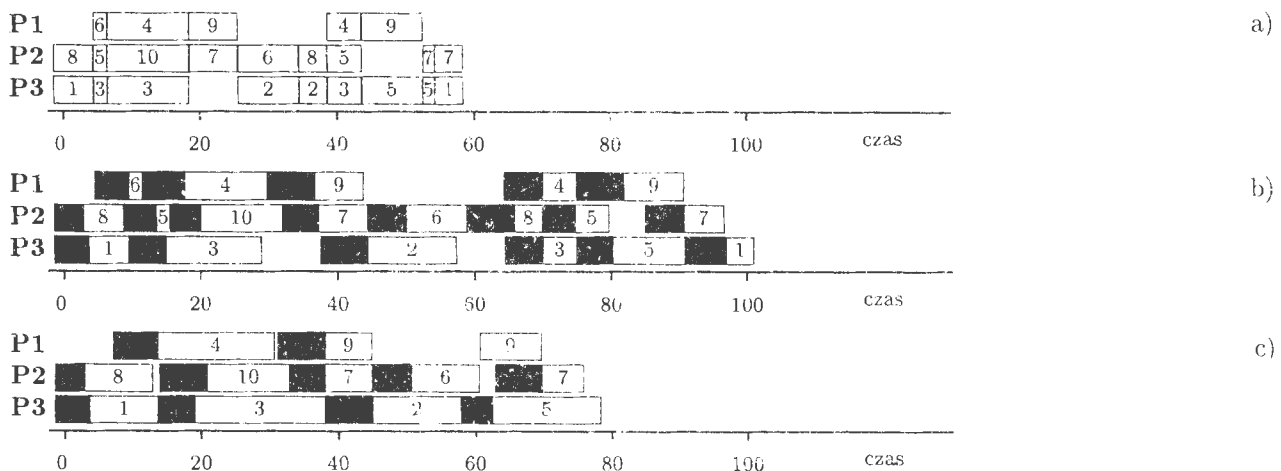 P1 6 4 9 4 9 a)
P2 8 5 10 7 6 8 5 7 7
P3 1 3 3 2 2 3 5 5 1
0 20 40 60 80 100 czas
P1 6 4 9 4 9 b)
P2 8 5 10 7 6 8 5 7
P3 1 3 2 3 5 1
0 20 40 60 80 100 czas
P1 4 9 9 c)
P2 8 10 7 6 7
P3 1 3 2 5
0 20 40 60 80 100 czas